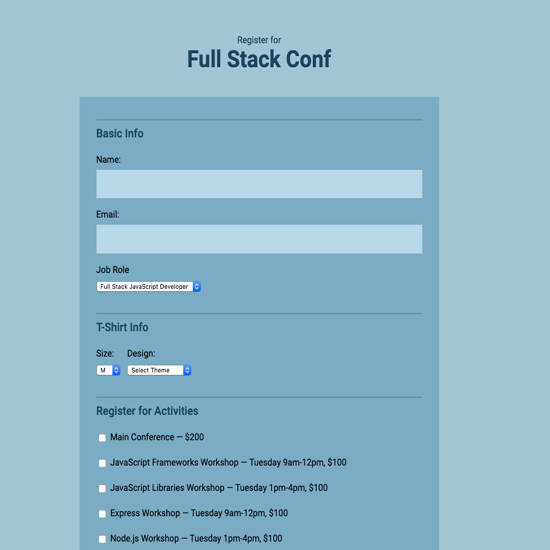 Register for
Full Stack Conf
Basic Info
Name:
Email:
Job Role
Full Stack JavaScript Developer
T-Shirt Info
Size: Design:
M Select Theme
Register for Activities
Main Conference — $200
JavaScript Frameworks Workshop — Tuesday 9am-12pm, $100
JavaScript Libraries Workshop — Tuesday 1pm-4pm, $100
Express Workshop — Tuesday 9am-12pm, $100
Node.js Workshop — Tuesday 1pm-4pm, $100